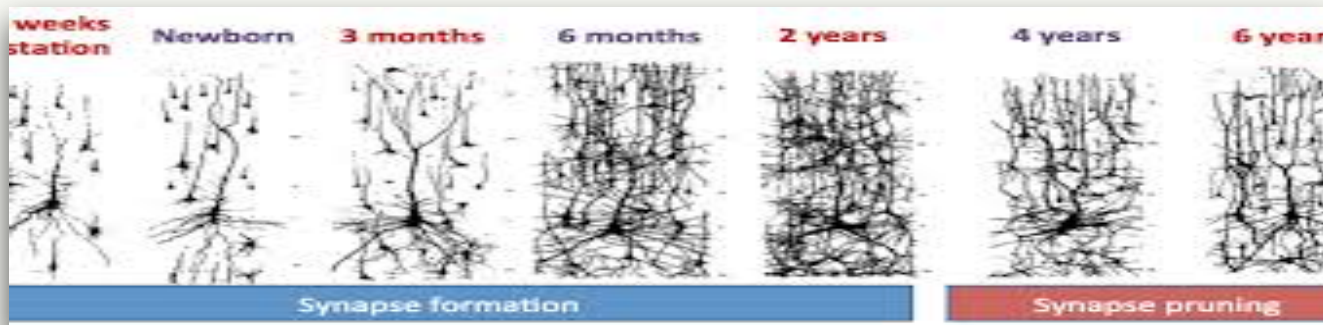 weeks
station
Newborn
3 months
6 months
2 years
4 years
6 year
Synapse formation
Synapse pruning